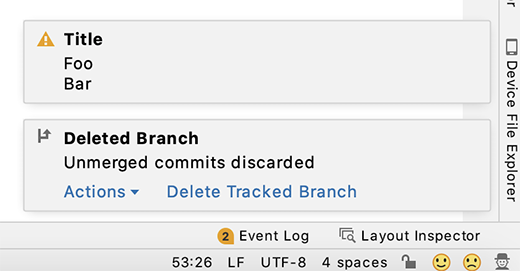 Title
Foo
Bar
Deleted Branch
Unmerged commits discarded
Actions Delete Tracked Branch
Device File Explorer
2 Event Log Layout Inspector
53:26 LF UTF-8 4 spaces